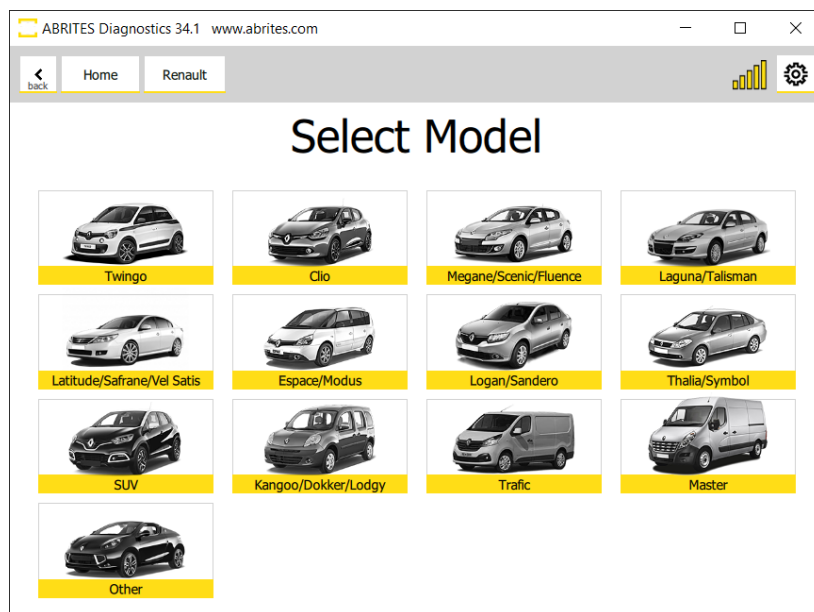 ABRITES Diagnostics 34.1 www.abrites.com
back
Home
Renault
Select Model
Twingo
Clio
Megane/Scenic/Fluence
Laguna/Talisman
Latitude/Safrane/Vel Satis
Espace/Modus
Logan/Sandero
Thalia/Symbol
SUV
Kangoo/Dokker/Lodgy
Trafic
Master
Other